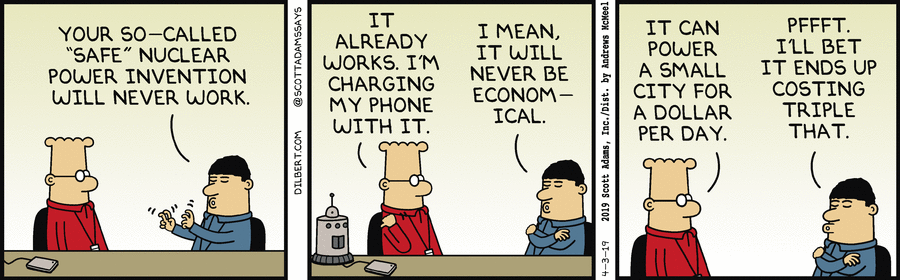 YOUR SO-CALLED
"SAFE" NUCLEAR
POWER INVENTION
WILL NEVER WORK.
DILBERT.COM @SCOTTADAMSSAYS
IT
ALREADY
WORKS. I'M
CHARGING
MY PHONE
WITH IT.
I MEAN,
IT WILL
NEVER BE
ECONOM-
ICAL.
4-3-19 2019 Scott Adams, Inc./Dist. by Andrews McMeel
IT CAN
POWER
A SMALL
CITY FOR
A DOLLAR
PER DAY.
PFFFT.
I'LL BET
IT ENDS UP
COSTING
TRIPLE
THAT.